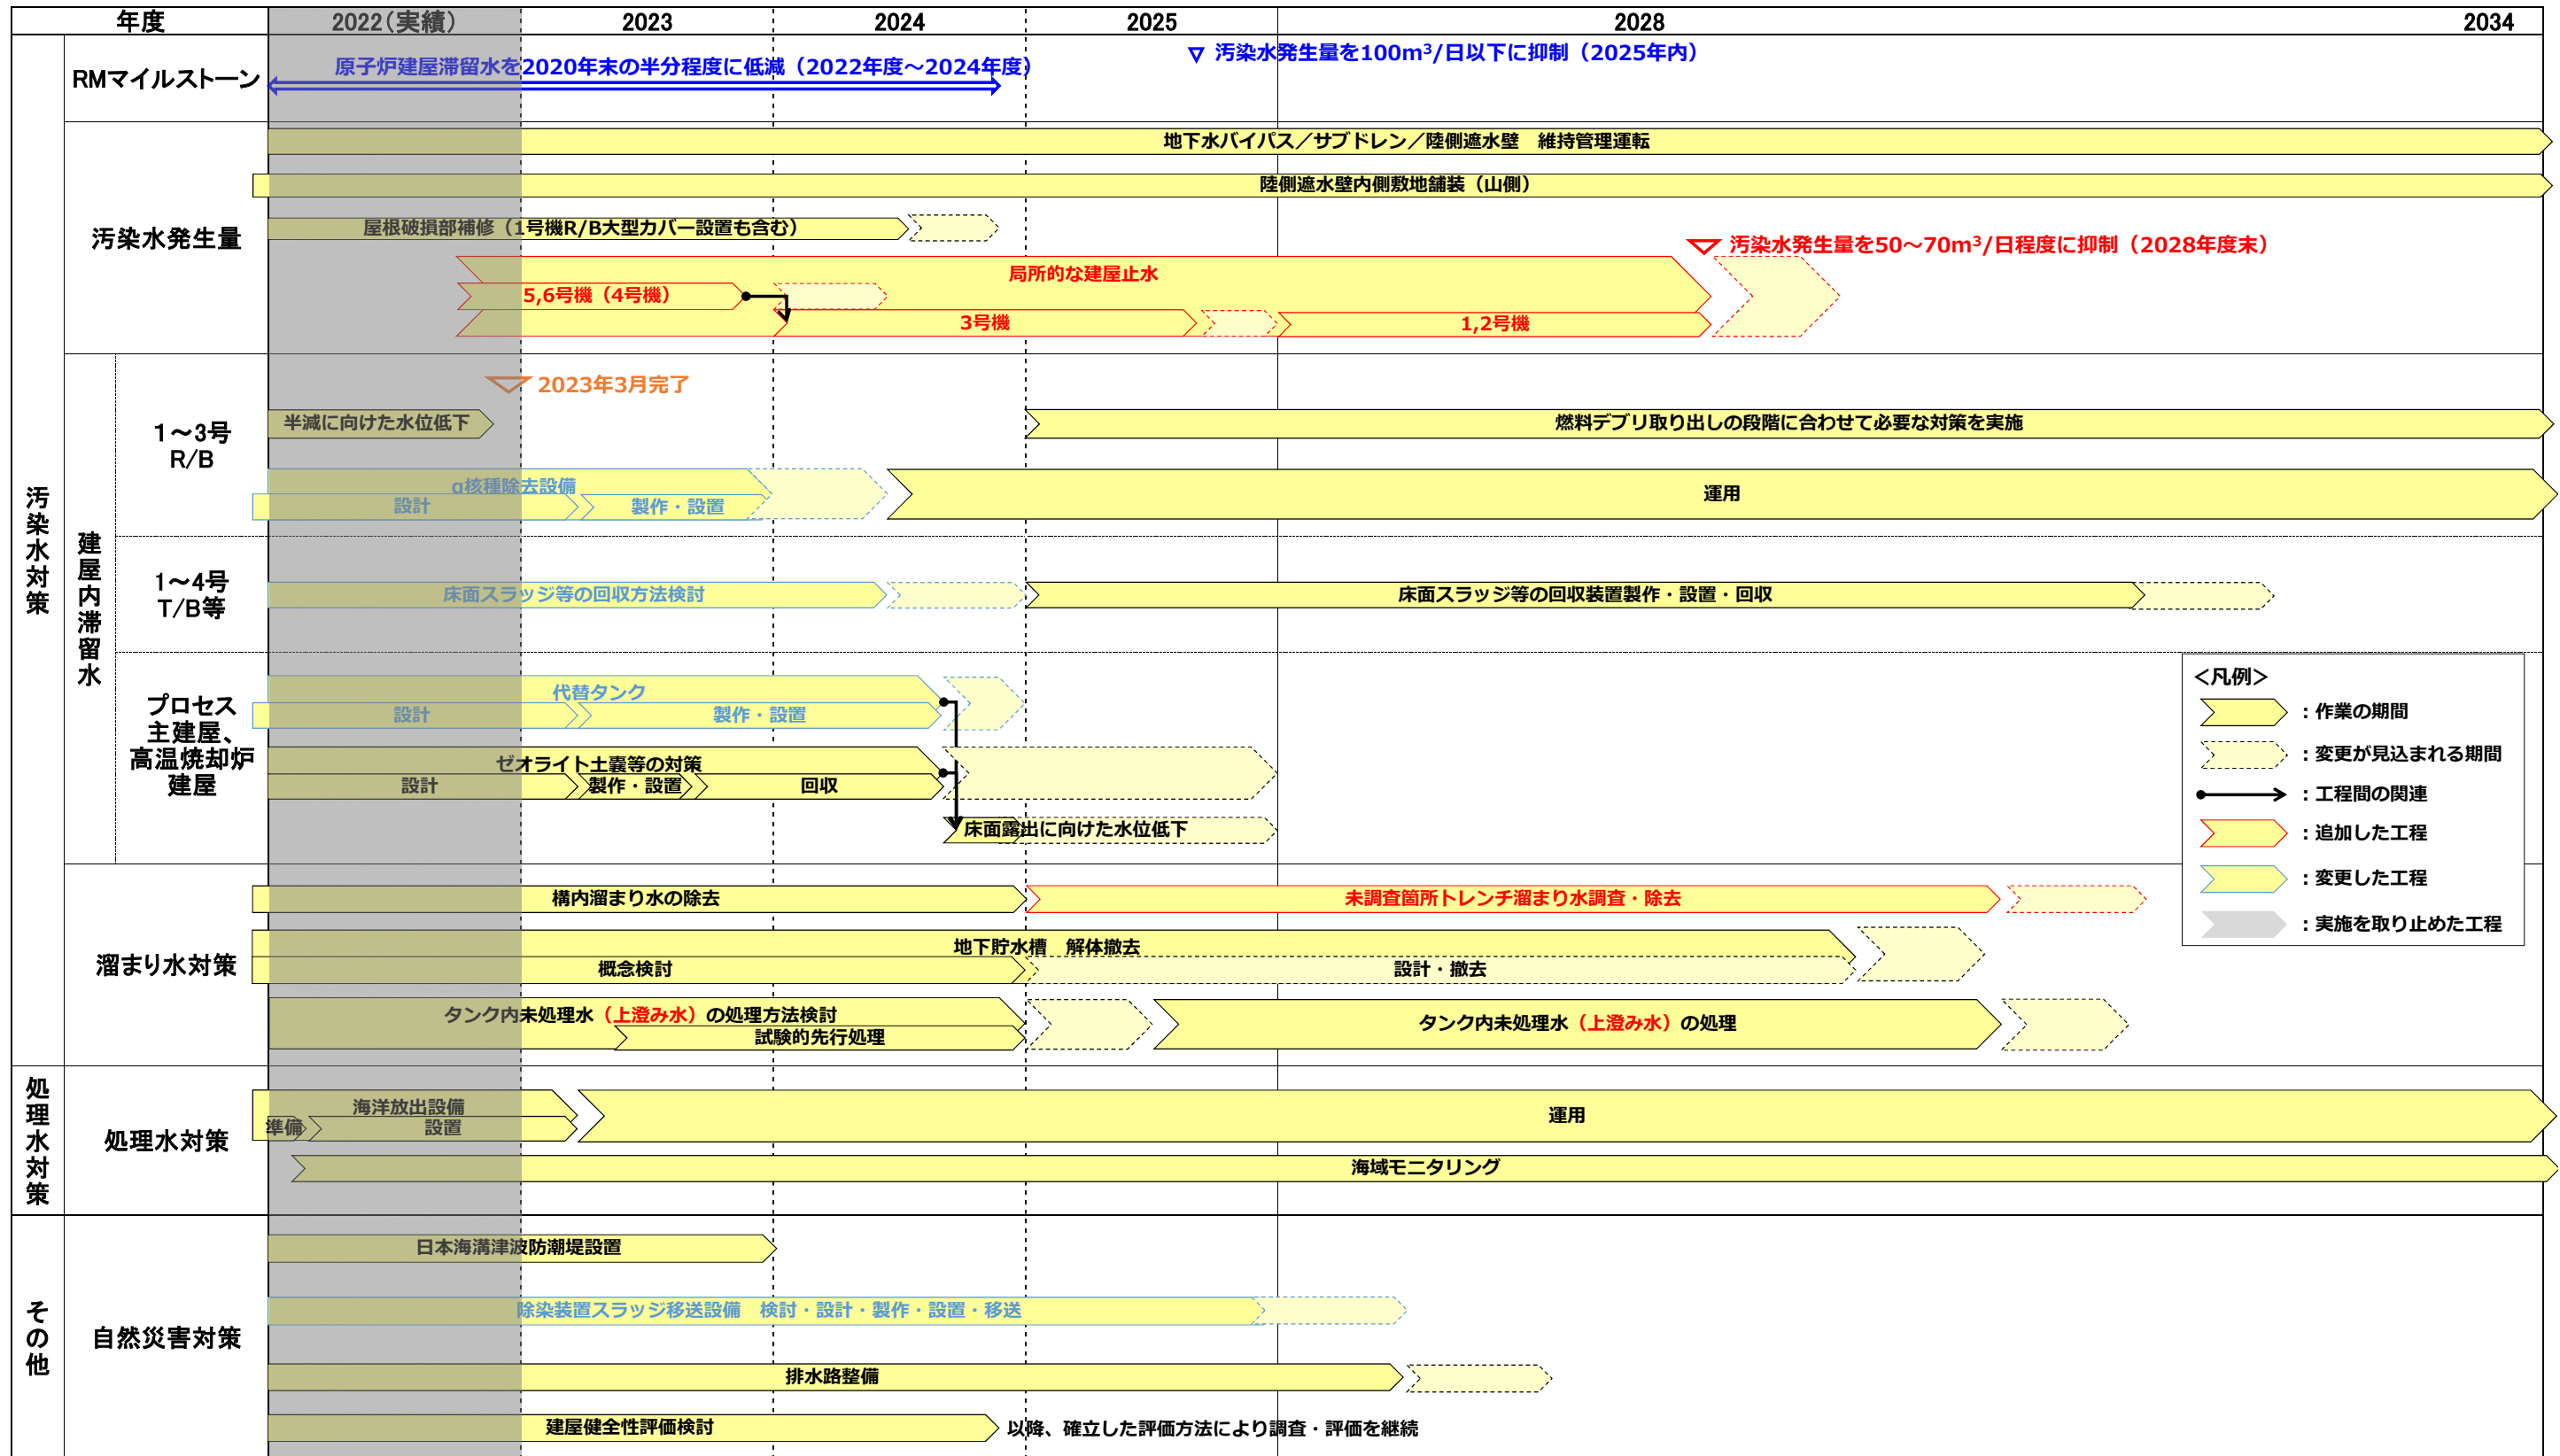 年度
2022（実績）
2023
2024
2025
2028
2034
汚染水対策
RMマイルストーン
原子炉建屋滞留水を2020年末の半分程度に低減（2022年度～2024年度）
▽ 汚染水発生量を100m³/日以下に抑制（2025年内）
汚染水発生量
地下水バイパス／サブドレン／陸側遮水壁　維持管理運転
陸側遮水壁内側敷地舗装（山側）
屋根破損部補修（1号機R/B大型カバー設置も含む）
汚染水発生量を50～70m³/日程度に抑制（2028年度末）
局所的な建屋止水
5,6号機（4号機）
3号機
1,2号機
建屋内滞留水
1～3号
R/B
2023年3月完了
半減に向けた水位低下
燃料デブリ取り出しの段階に合わせて必要な対策を実施
α核種除去設備
設計
製作・設置
運用
1～4号
T/B等
床面スラッジ等の回収方法検討
床面スラッジ等の回収装置製作・設置・回収
プロセス
主建屋、
高温焼却炉
建屋
代替タンク
設計
製作・設置
ゼオライト土嚢等の対策
設計
製作・設置
回収
床面露出に向けた水位低下
＜凡例＞
：作業の期間
：変更が見込まれる期間
：工程間の関連
：追加した工程
：変更した工程
：実施を取り止めた工程
溜まり水対策
構内溜まり水の除去
未調査箇所トレンチ溜まり水調査・除去
地下貯水槽　解体撤去
概念検討
設計・撤去
タンク内未処理水（上澄み水）の処理方法検討
試験的先行処理
タンク内未処理水（上澄み水）の処理
処理水対策
処理水対策
海洋放出設備
準備
設置
運用
海域モニタリング
その他
自然災害対策
日本海溝津波防潮堤設置
除染装置スラッジ移送設備　検討・設計・製作・設置・移送
排水路整備
建屋健全性評価検討
以降、確立した評価方法により調査・評価を継続